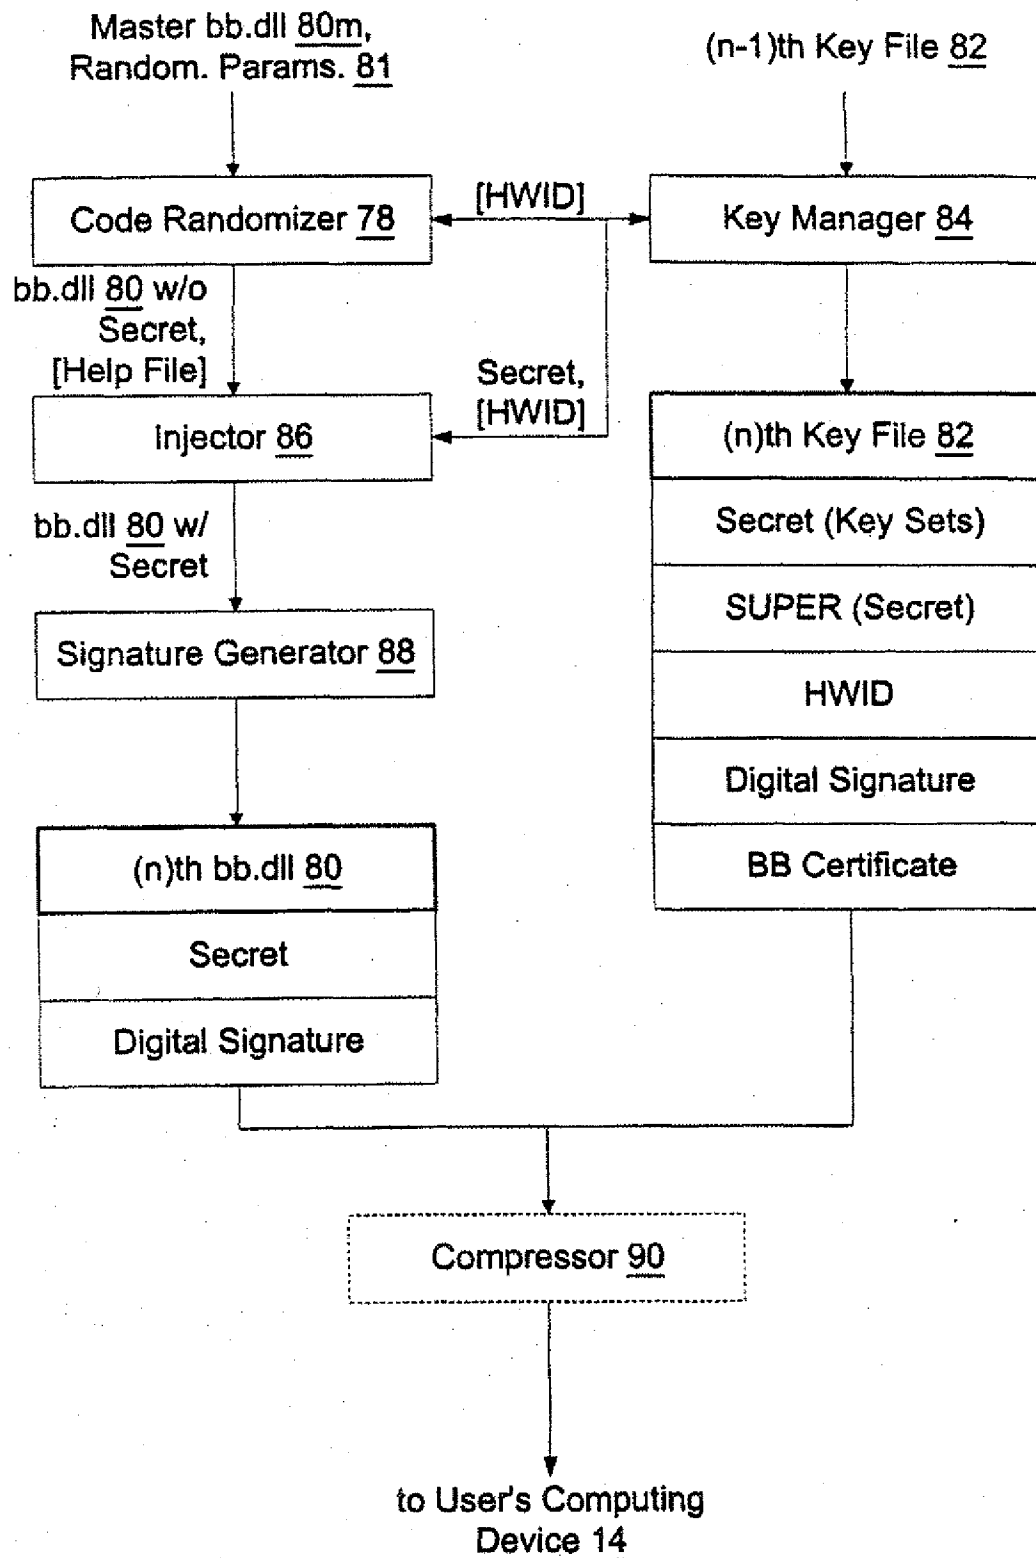 Master bb.dll 80m,
Random. Params. 81
(n-1)th Key File 82
Code Randomizer 78
[HWID]
Key Manager 84
bb.dll 80 w/o
Secret,
[Help File]
Secret,
[HWID]
Injector 86
(n)th Key File 82
bb.dll 80 w/
Secret
Secret (Key Sets)
SUPER (Secret)
Signature Generator 88
HWID
Digital Signature
(n)th bb.dll 80
BB Certificate
Secret
Digital Signature
Compressor 90
to User's Computing
Device 14